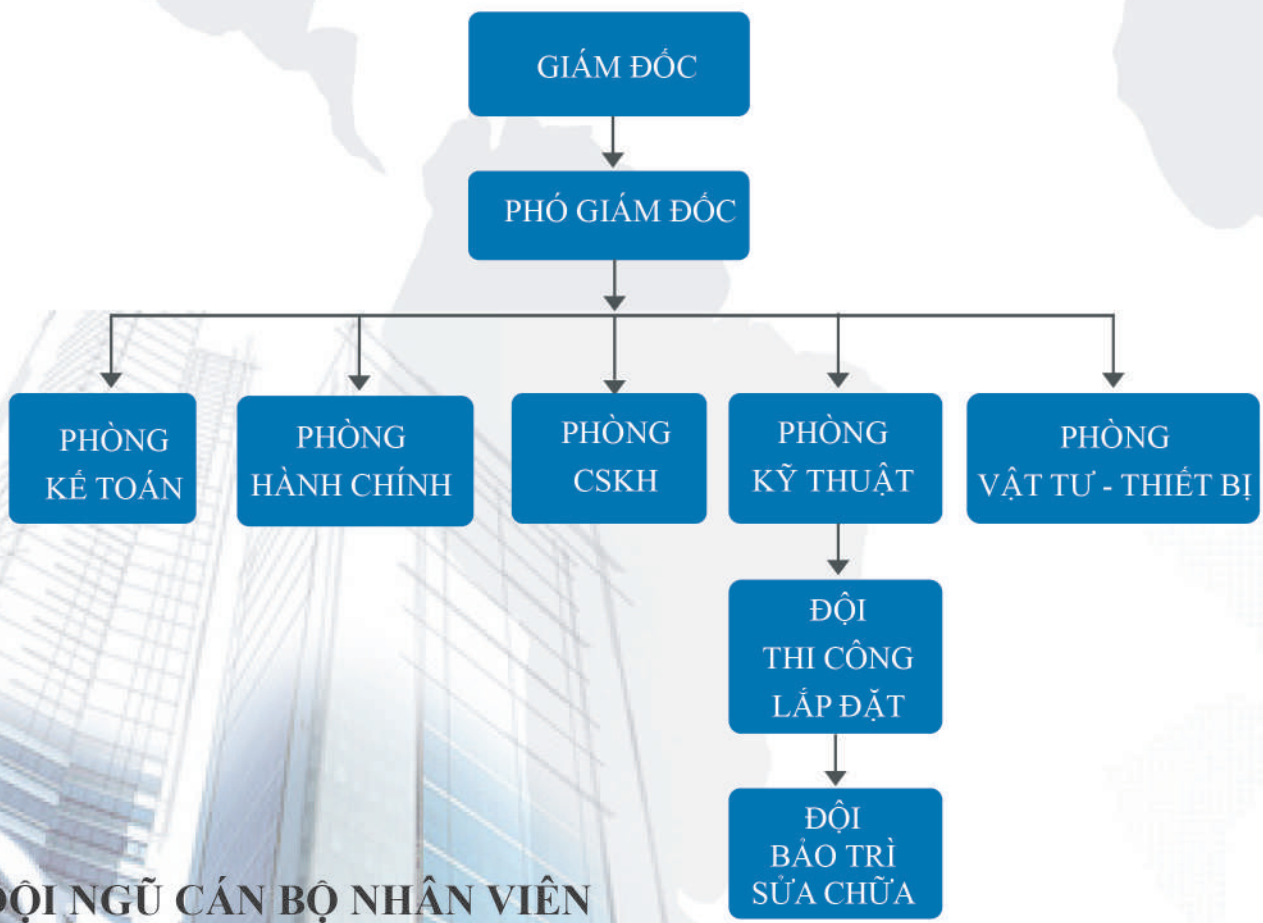 GIÁM ĐỐC
PHÓ GIÁM ĐỐC
PHÒNG
KẾ TOÁN
PHÒNG
HÀNH CHÍNH
PHÒNG
CSKH
PHÒNG
KỸ THUẬT
PHÒNG
VẬT TƯ - THIẾT BỊ
ĐỘI
THI CÔNG
LẮP ĐẶT
ĐỘI
BẢO TRÌ
SỬA CHỮA
ĐỘI NGŨ CÁN BỘ NHÂN VIÊN